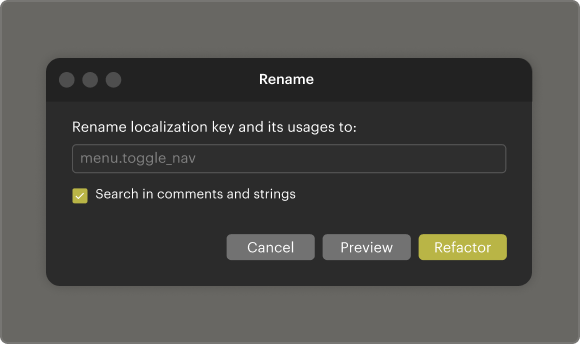 Rename
Rename localization key and its usages to:
menu.toggle_nav
Search in comments and strings
Cancel
Preview
Refactor